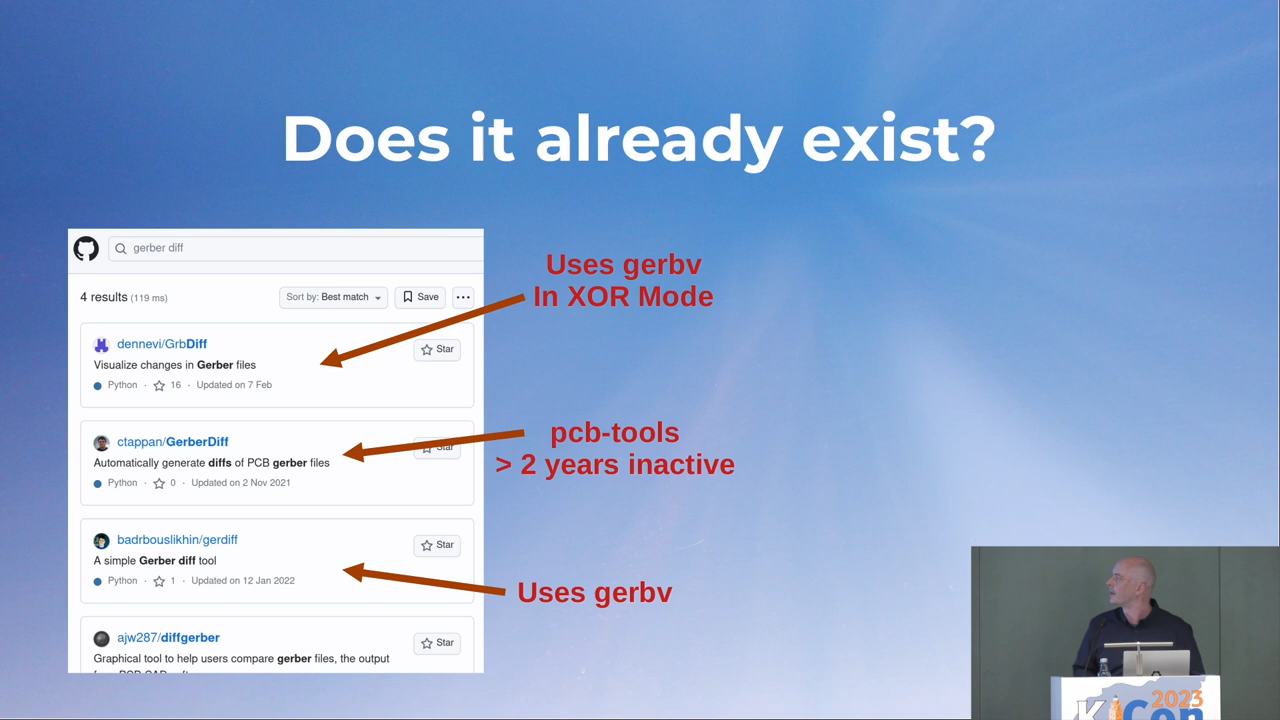 Does it already exist?
gerber diff
4 results (119 ms)
Sort by: Best match
Save
dennevi/GrbDiff
Star
Visualize changes in Gerber files
Python · 16 · Updated on 7 Feb
ctappan/GerberDiff
Star
Automatically generate diffs of PCB gerber files
Python · 0 · Updated on 2 Nov 2021
badrbouslikhin/gerdiff
Star
A simple Gerber diff tool
Python · 1 · Updated on 12 Jan 2022
ajw287/diffgerber
Star
Graphical tool to help users compare gerber files, the output
Uses gerbv
In XOR Mode
pcb-tools
> 2 years inactive
Uses gerbv
2023
KiCon